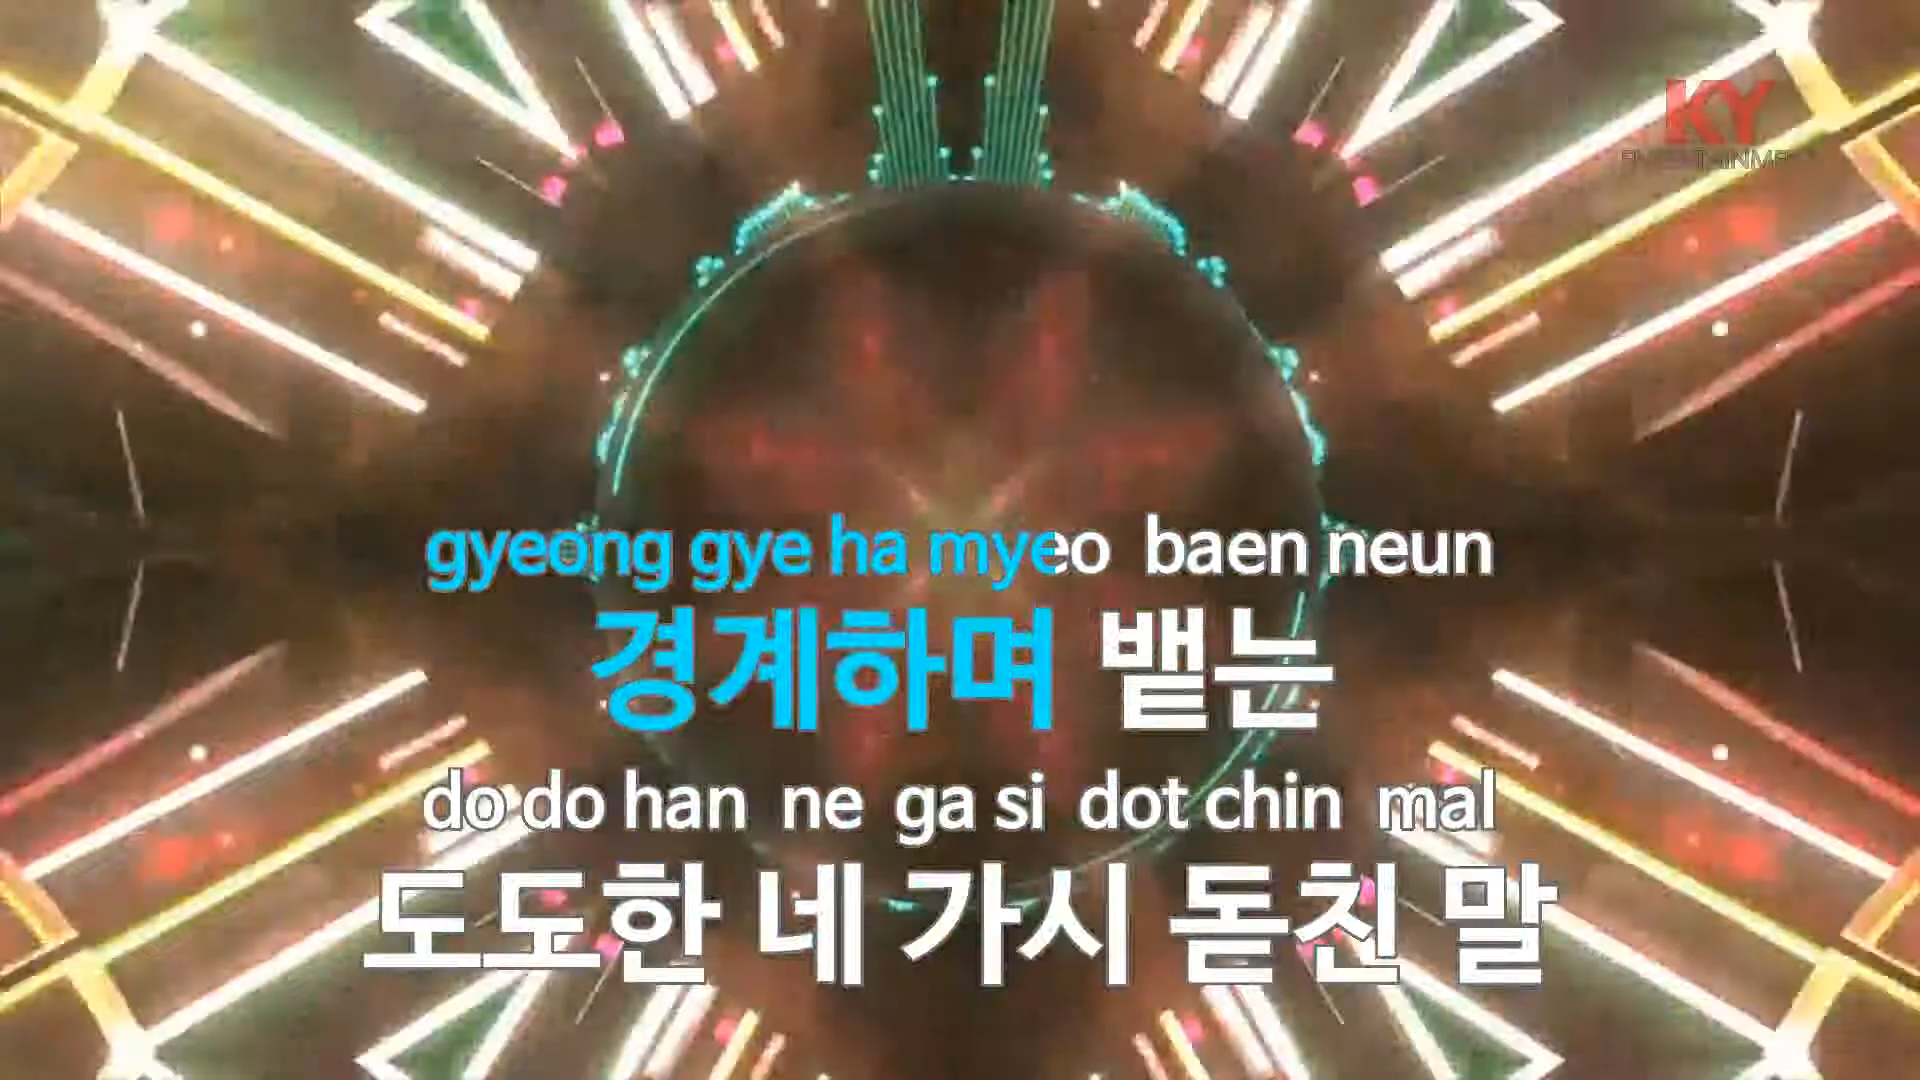 KY
ENTERTAINMENT
gyeong gye ha myeo baen neun
경계하며 뱉는
do do han ne ga si dot chin mal
도도한 네 가시 돋친 말